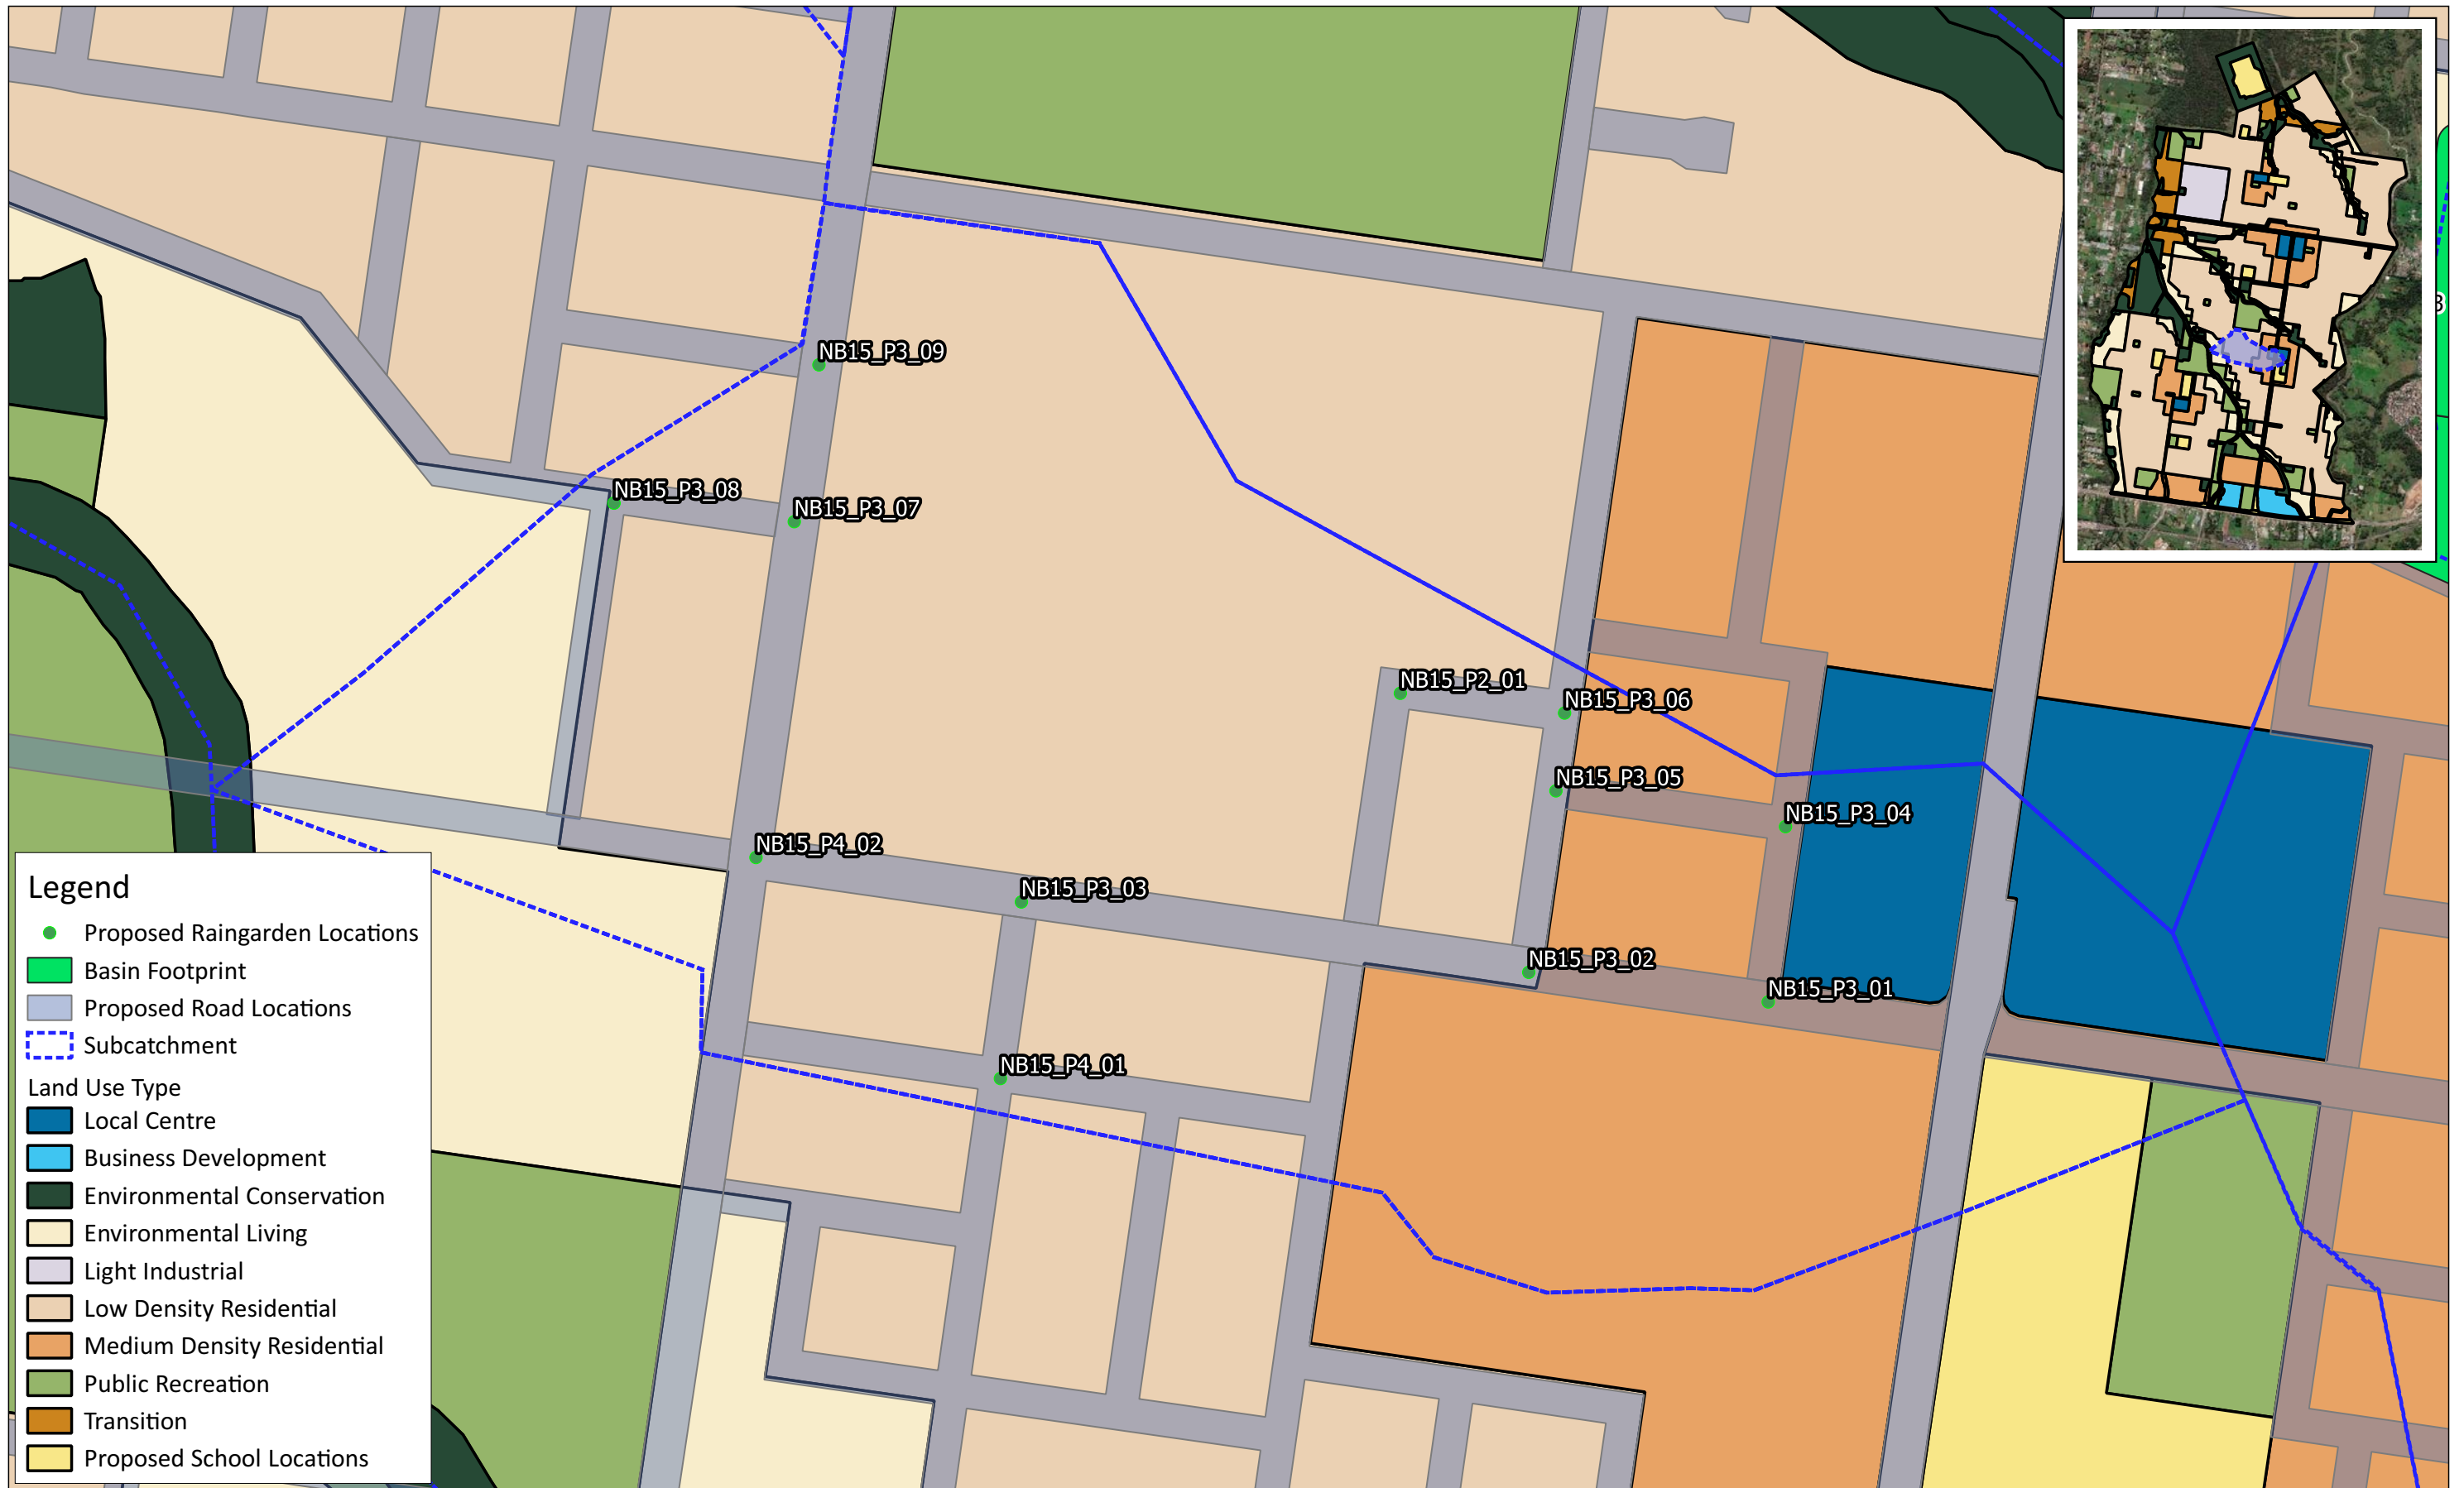 NB15_P3_09
NB15_P3_08
NB15_P3_07
NB15_P2_01
NB15_P3_06
NB15_P3_05
NB15_P3_04
NB15_P4_02
NB15_P3_03
NB15_P3_02
NB15_P3_01
NB15_P4_01
Legend
Proposed Raingarden Locations
Basin Footprint
Proposed Road Locations
Subcatchment
Land Use Type
Local Centre
Business Development
Environmental Conservation
Environmental Living
Light Industrial
Low Density Residential
Medium Density Residential
Public Recreation
Transition
Proposed School Locations